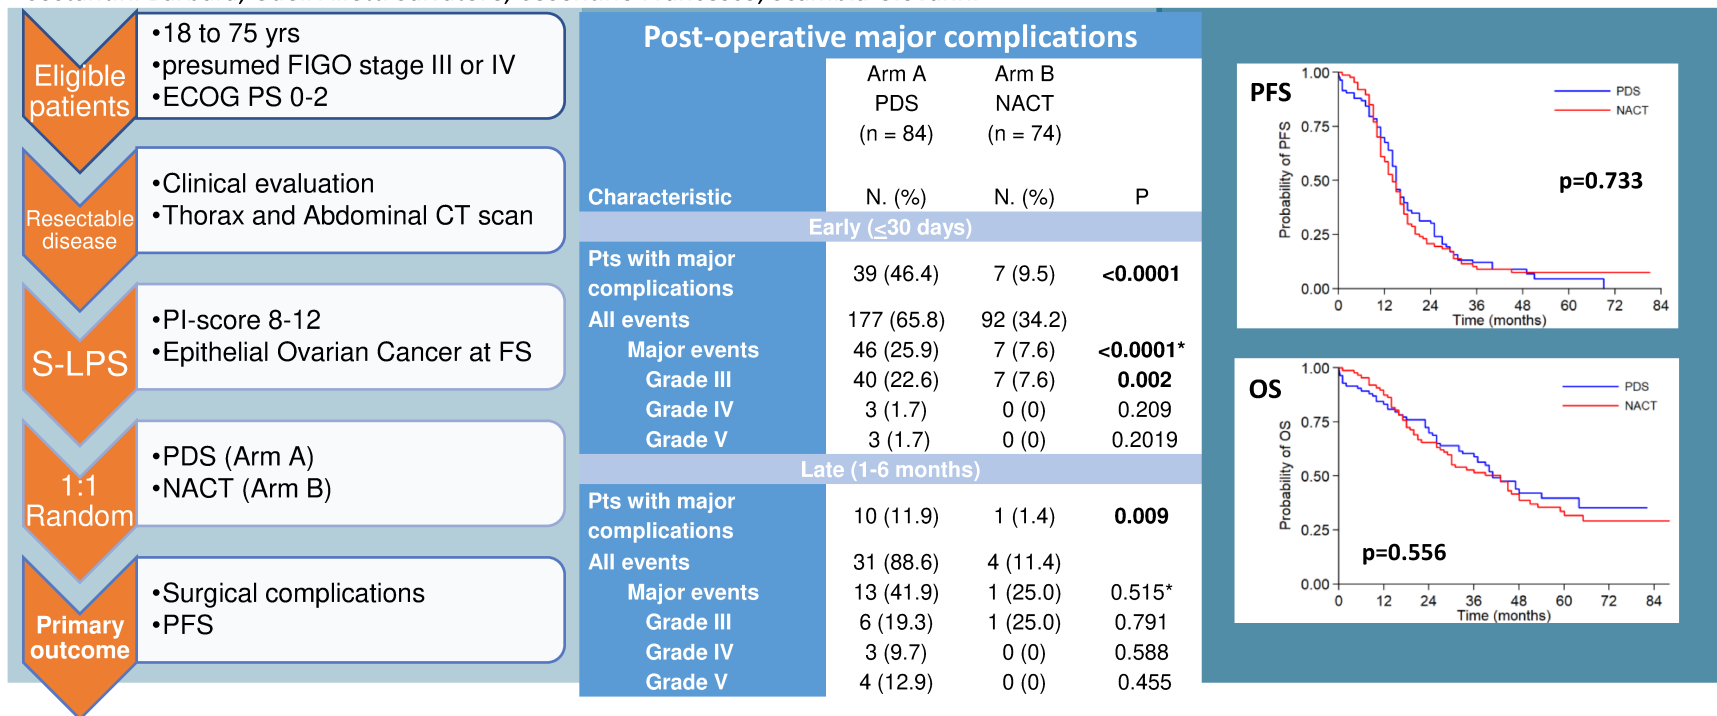 Eligible
patients
•18 to 75 yrs
•presumed FIGO stage III or IV
•ECOG PS 0-2
Resectable
disease
•Clinical evaluation
•Thorax and Abdominal CT scan
S-LPS
•PI-score 8-12
•Epithelial Ovarian Cancer at FS
1:1
Random
•PDS (Arm A)
•NACT (Arm B)
Primary
outcome
•Surgical complications
•PFS
Post-operative major complications
Arm A Arm B
PDS NACT
(n = 84) (n = 74)
Characteristic N. (%) N. (%) P
Early (≤30 days)
Pts with major
complications 39 (46.4) 7 (9.5) <0.0001
All events 177 (65.8) 92 (34.2)
Major events 46 (25.9) 7 (7.6) <0.0001*
Grade III 40 (22.6) 7 (7.6) 0.002
Grade IV 3 (1.7) 0 (0) 0.209
Grade V 3 (1.7) 0 (0) 0.2019
Late (1-6 months)
Pts with major
complications 10 (11.9) 1 (1.4) 0.009
All events 31 (88.6) 4 (11.4)
Major events 13 (41.9) 1 (25.0) 0.515*
Grade III 6 (19.3) 1 (25.0) 0.791
Grade IV 3 (9.7) 0 (0) 0.588
Grade V 4 (12.9) 0 (0) 0.455
PFS
Probability of PFS
1.00
0.75
0.50
0.25
0.00
PDS
NACT
p=0.733
0 12 24 36 48 60 72 84
Time (months)
OS
Probability of OS
1.00
0.75
0.50
0.25
0.00
PDS
NACT
p=0.556
0 12 24 36 48 60 72 84
Time (months)